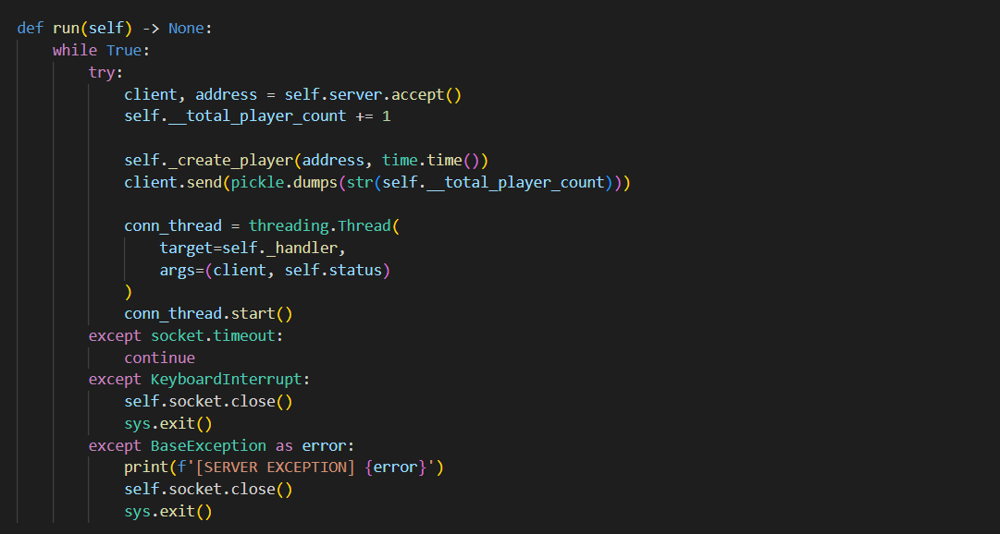 def run(self) -> None:
    while True:
        try:
            client, address = self.server.accept()
            self.__total_player_count += 1

            self._create_player(address, time.time())
            client.send(pickle.dumps(str(self.__total_player_count)))

            conn_thread = threading.Thread(
                target=self._handler,
                args=(client, self.status)
            )
            conn_thread.start()
        except socket.timeout:
            continue
        except KeyboardInterrupt:
            self.socket.close()
            sys.exit()
        except BaseException as error:
            print(f'[SERVER EXCEPTION] {error}')
            self.socket.close()
            sys.exit()